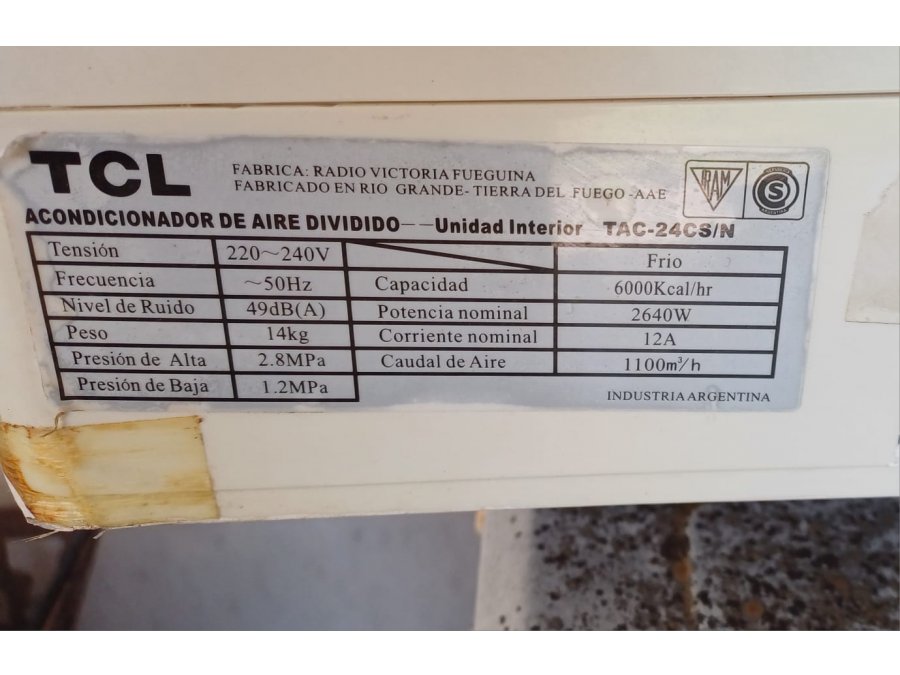 TCL
FABRICA: RADIO VICTORIA FUEGUINA
FABRICADO EN RIO GRANDE- TIERRA DEL FUEGO -AAE
IRAM
S
ACONDICIONADOR DE AIRE DIVIDIDO——Unidad Interior TAC-24CS/N
Tensión 220~240V Frio
Frecuencia ~50Hz Capacidad 6000Kcal/hr
Nivel de Ruido 49dB(A) Potencia nominal 2640W
Peso 14kg Corriente nominal 12A
Presión de Alta 2.8MPa Caudal de Aire 1100m³/h
Presión de Baja 1.2MPa
INDUSTRIA ARGENTINA